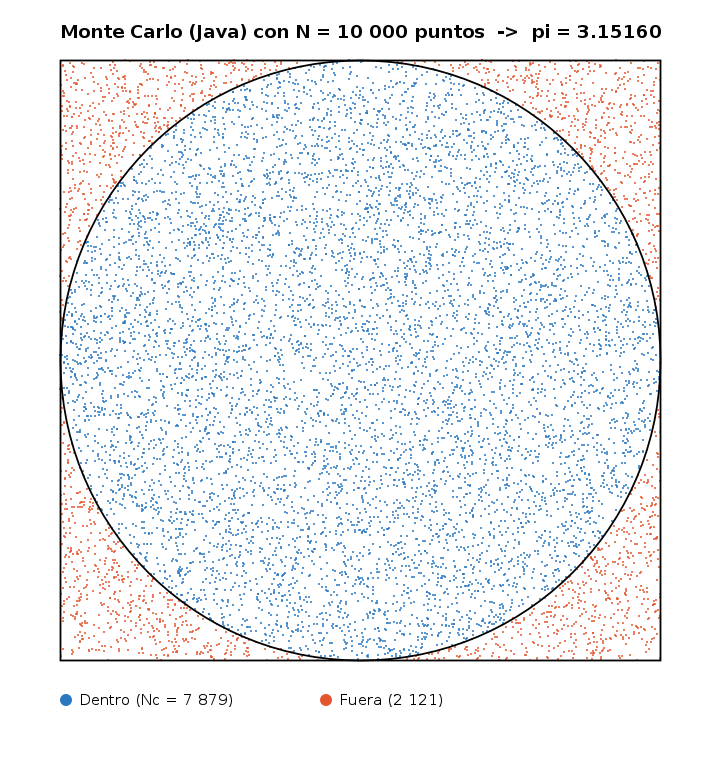 Monte Carlo (Java) con N = 10 000 puntos -> pi = 3.15160
Dentro (Nc = 7 879)
Fuera (2 121)